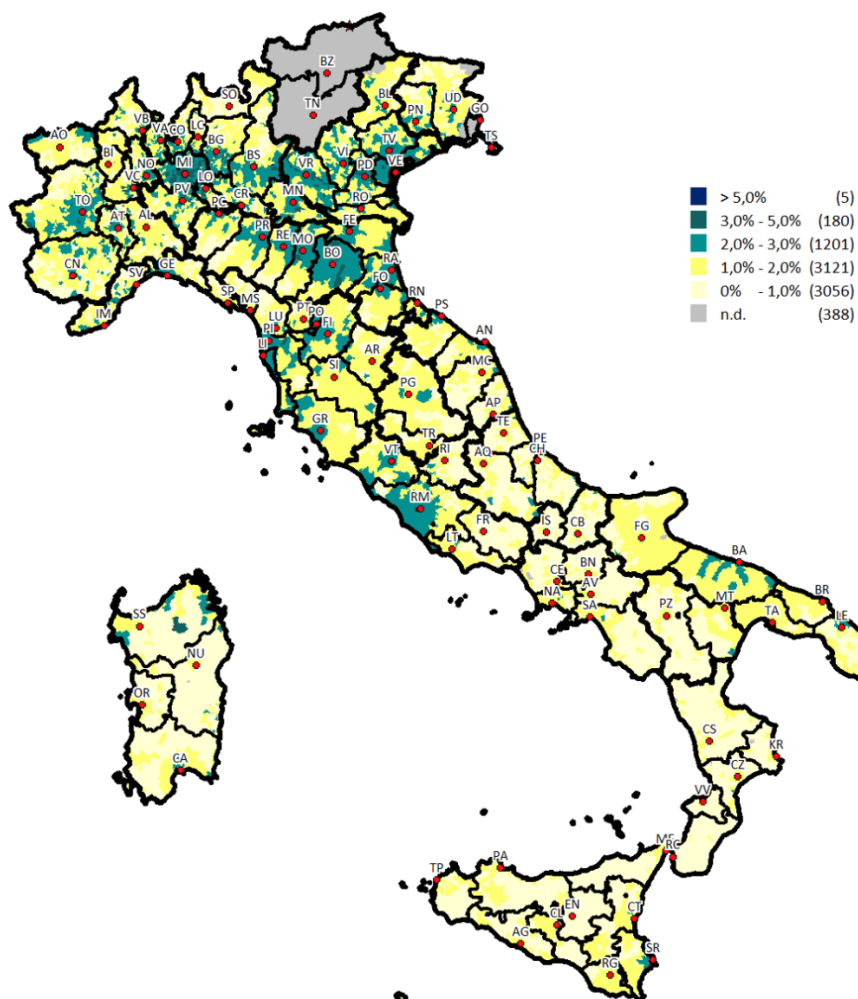 BZ
SO
TN
BL
UD
PN
GO
TS
VB
VA
CO
LC
AO
BI
BG
TV
NO
MI
BS
VR
VI
PD
VE
VC
LO
PV
CR
MN
TO
PC
RO
AT
AL
FE
PR
RE
MO
BO
CN
RA
SV
GE
FO
SP
MS
RN
PS
IM
LU
PT
PO
PI
FI
LI
AN
AR
MC
SI
PG
AP
GR
TE
TR
PE
VT
RI
AQ
CH
RM
FR
IS
CB
FG
LT
BA
CE
BN
AV
NA
SA
PZ
MT
BR
TA
LE
SS
NU
OR
CA
CS
KR
CZ
VV
ME
RC
PA
TP
EN
CL
CT
AG
SR
RG
> 5,0% (5)
3,0% - 5,0% (180)
2,0% - 3,0% (1201)
1,0% - 2,0% (3121)
0% - 1,0% (3056)
n.d. (388)